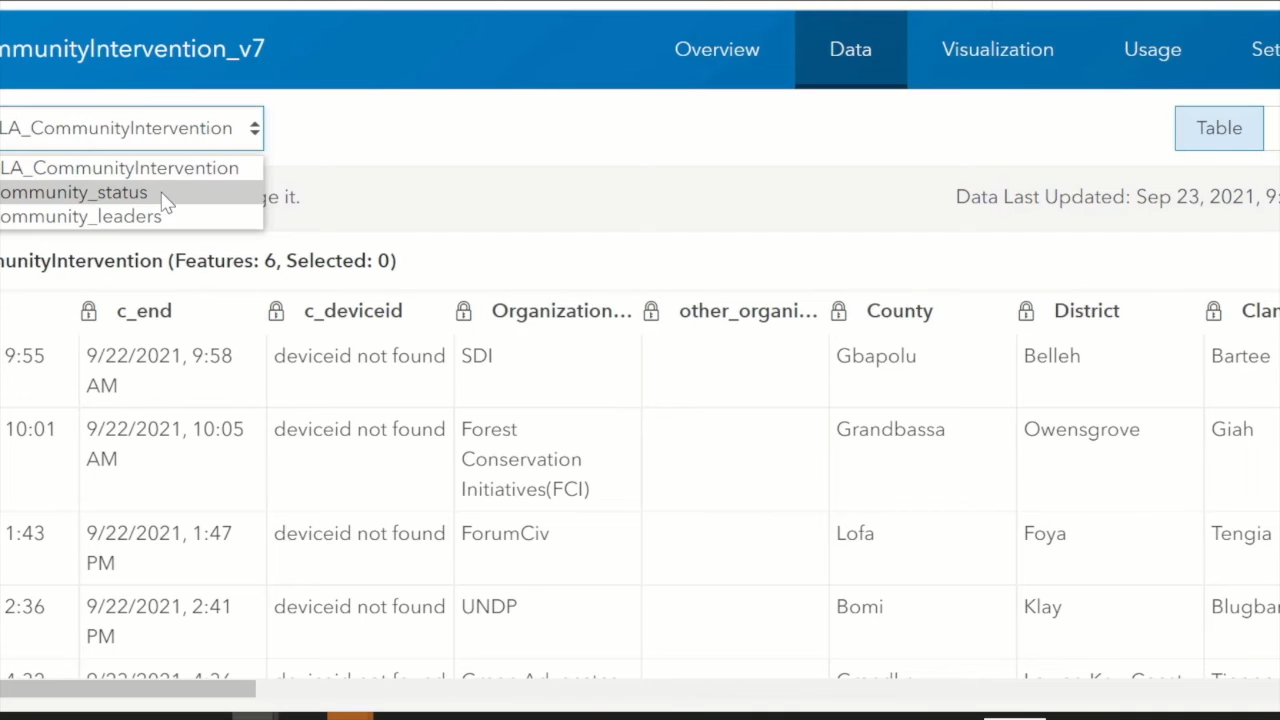 mmunityIntervention_v7 Overview Data Visualization Usage Set
LA_CommunityIntervention Table
LA_CommunityIntervention
ommunity_status
ommunity_leaders
ge it. Data Last Updated: Sep 23, 2021, 9:
nunityIntervention (Features: 6, Selected: 0)
c_end c_deviceid Organization... other_organi... County District Clan
9:55 9/22/2021, 9:58 deviceid not found SDI Gbapolu Belleh Bartee
AM
10:01 9/22/2021, 10:05 deviceid not found Forest Grandbassa Owensgrove Giah
AM Conservation
Initiatives(FCI)
1:43 9/22/2021, 1:47 deviceid not found ForumCiv Lofa Foya Tengia
PM
2:36 9/22/2021, 2:41 deviceid not found UNDP Bomi Klay Blugbar
PM